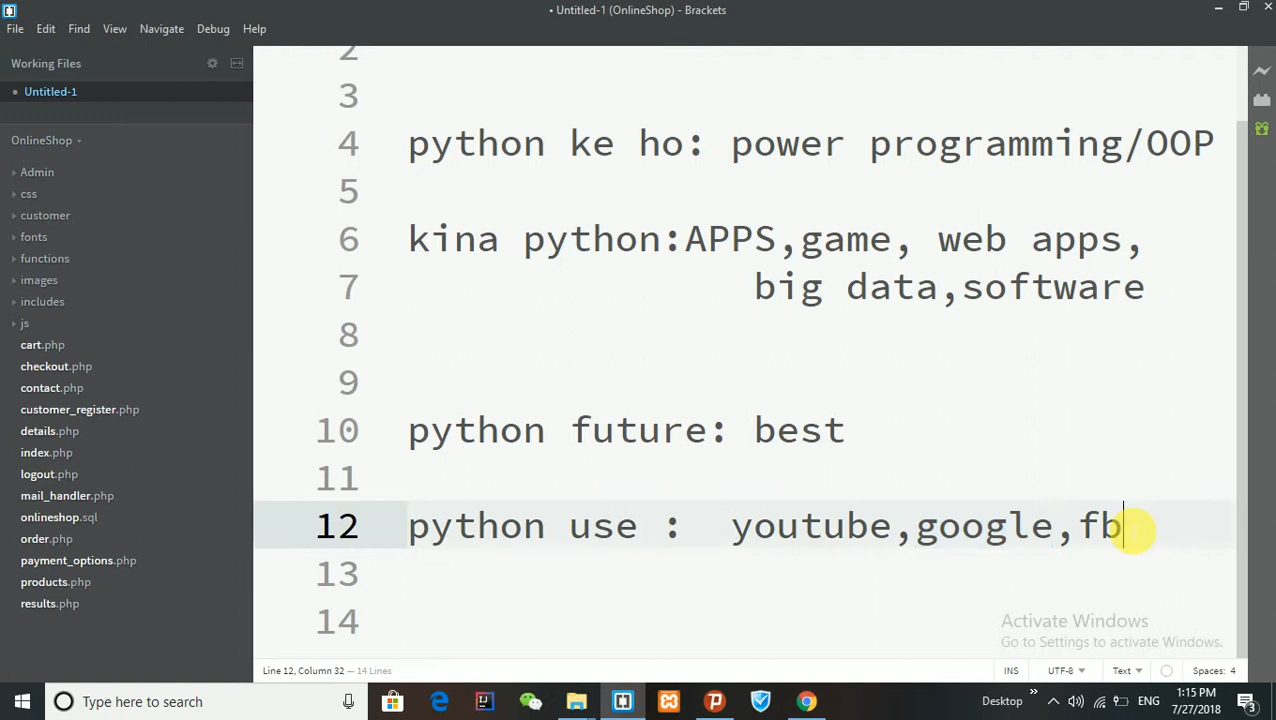 • Untitled-1 (OnlineShop) - Brackets
File Edit Find View Navigate Debug Help
Working Files
• Untitled-1
OnlineShop
Admin
css
customer
fonts
functions
images
includes
js
cart.php
checkout.php
contact.php
customer_register.php
details.php
index.php
logout.php
mail_handler.php
onlineshop.sql
order.php
payment_options.php
products.php
results.php
2
3
4 python ke ho: power programming/OOP
5
6 kina python:APPS,game, web apps,
7 big data,software
8
9
10 python future: best
11
12 python use : youtube,google,fb
13
14
Activate Windows
Go to Settings to activate Windows.
Line 12, Column 32 — 14 Lines
INS UTF-8 Text Spaces: 4
Type here to search
Desktop
ENG
1:15 PM
7/27/2018
3